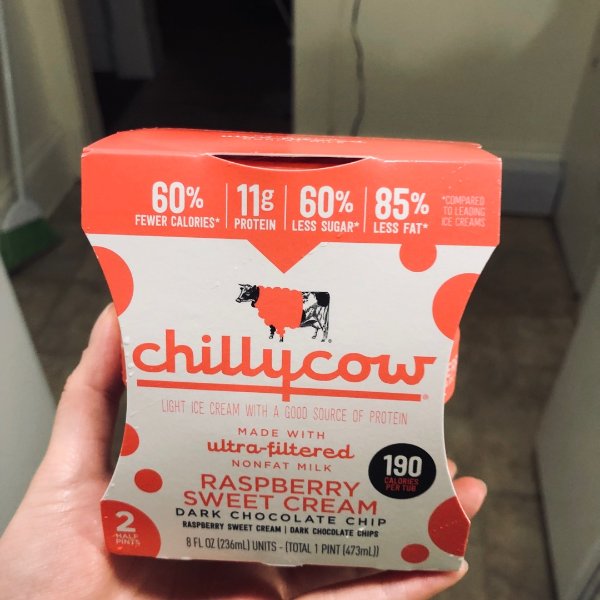 60%
FEWER CALORIES*
11g
PROTEIN
60%
LESS SUGAR*
85%
LESS FAT*
*COMPARED
TO LEADING
ICE CREAMS
chillycow®
LIGHT ICE CREAM WITH A GOOD SOURCE OF PROTEIN
MADE WITH
ultra-filtered
NONFAT MILK
190
CALORIES
PER TUB
RASPBERRY
SWEET CREAM
DARK CHOCOLATE CHIP
RASPBERRY SWEET CREAM | DARK CHOCOLATE CHIPS
2
HALF
PINTS
8 FL OZ (236mL) UNITS - (TOTAL 1 PINT (473mL))